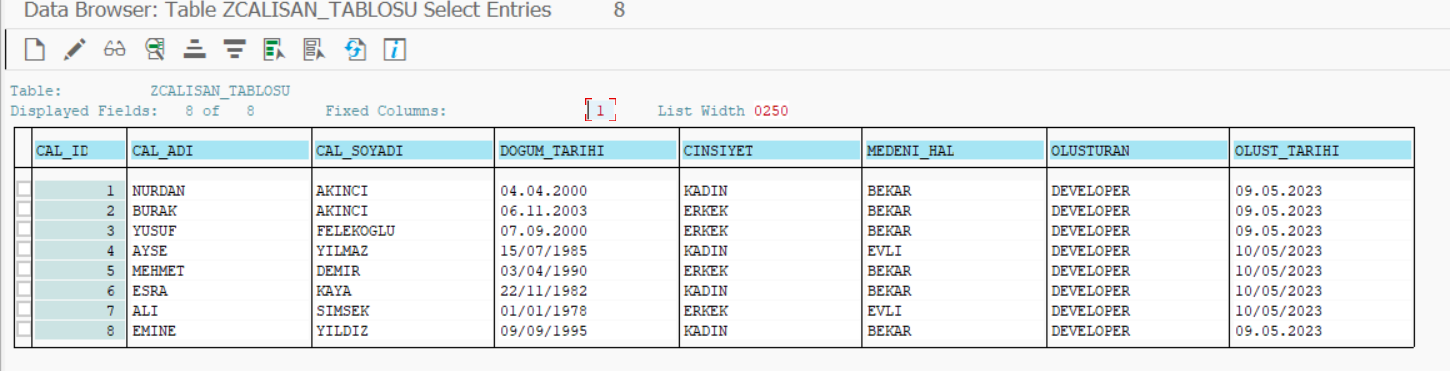 Data Browser: Table ZCALISAN_TABLOSU Select Entries 8
Table: ZCALISAN_TABLOSU
Displayed Fields: 8 of 8 Fixed Columns: 1 List Width 0250
CAL_ID CAL_ADI CAL_SOYADI DOGUM_TARIHI CINSIYET MEDENI_HAL OLUSTURAN OLUST_TARIHI
1 NURDAN AKINCI 04.04.2000 KADIN BEKAR DEVELOPER 09.05.2023
2 BURAK AKINCI 06.11.2003 ERKEK BEKAR DEVELOPER 09.05.2023
3 YUSUF FELEKOGLU 07.09.2000 ERKEK BEKAR DEVELOPER 09.05.2023
4 AYSE YILMAZ 15/07/1985 KADIN EVLI DEVELOPER 10/05/2023
5 MEHMET DEMIR 03/04/1990 ERKEK BEKAR DEVELOPER 10/05/2023
6 ESRA KAYA 22/11/1982 KADIN BEKAR DEVELOPER 10/05/2023
7 ALI SIMSEK 01/01/1978 ERKEK EVLI DEVELOPER 10/05/2023
8 EMINE YILDIZ 09/09/1995 KADIN BEKAR DEVELOPER 09.05.2023